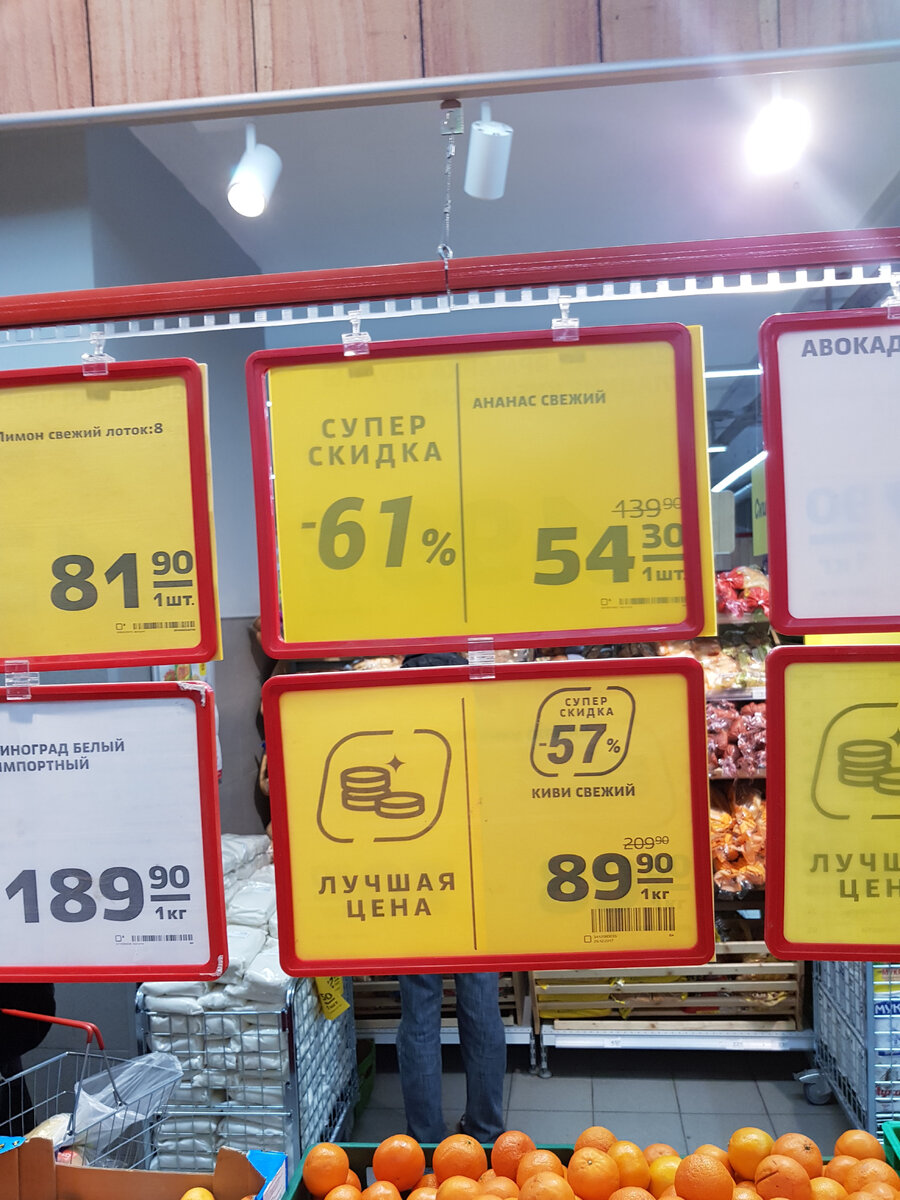 Лимон свежий лоток:8
81 90
1шт.
СУПЕР
СКИДКА
-61%
АНАНАС СВЕЖИЙ
139 90
54 30
1шт.
АВОКАД
ИНОГРАД БЕЛЫЙ
ИМПОРТНЫЙ
189 90
1кг
ЛУЧШАЯ
ЦЕНА
СУПЕР
СКИДКА
-57%
КИВИ СВЕЖИЙ
209 90
89 90
1кг
ЛУЧШ
ЦЕН